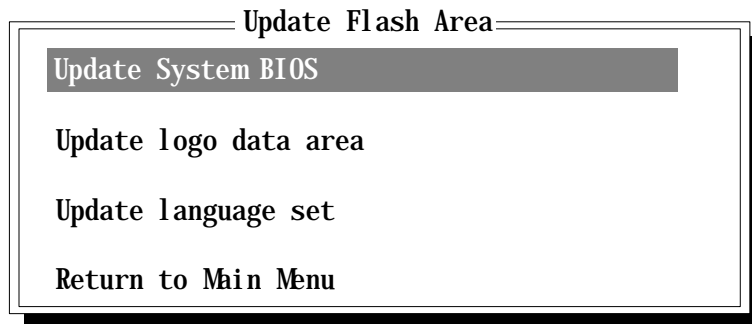 Update Flash Area
Update System BIOS
Update logo data area
Update language set
Return to Main Menu